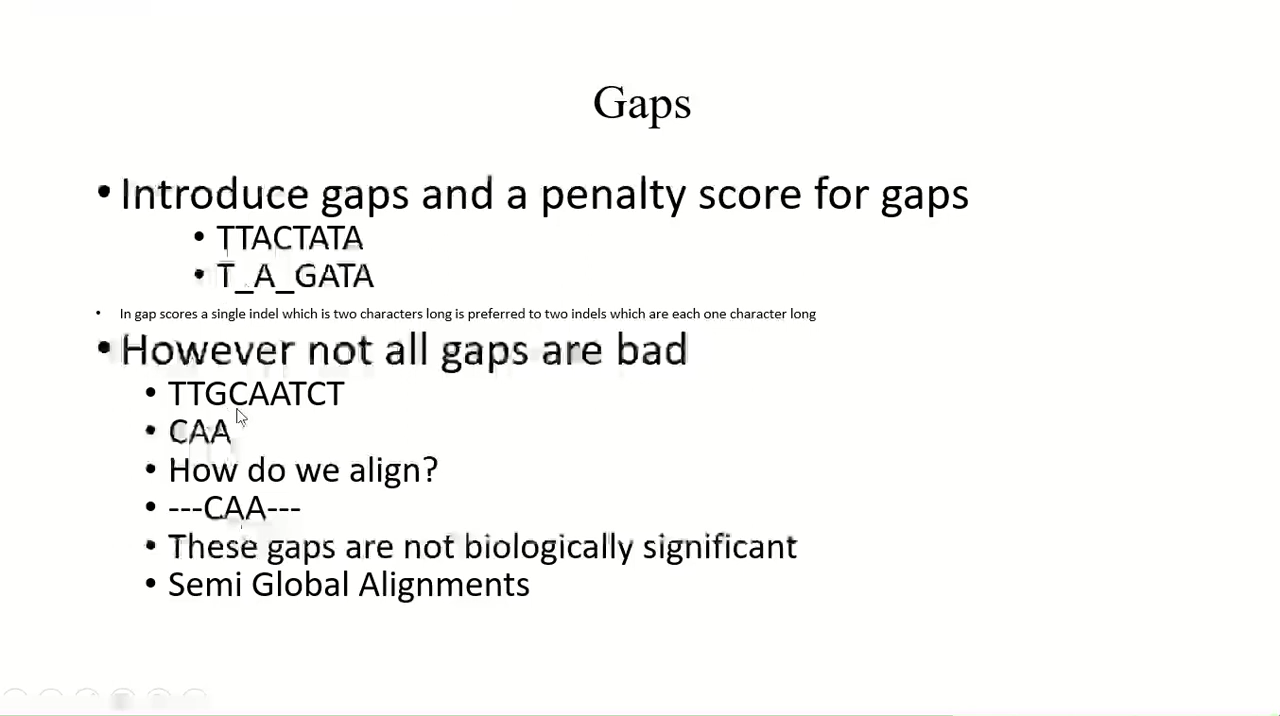 Gaps
• Introduce gaps and a penalty score for gaps
• TTACTATA
• T_A_GATA
• In gap scores a single indel which is two characters long is preferred to two indels which are each one character long
• However not all gaps are bad
• TTGCAATCT
• CAA
• How do we align?
• ---CAA---
• These gaps are not biologically significant
• Semi Global Alignments